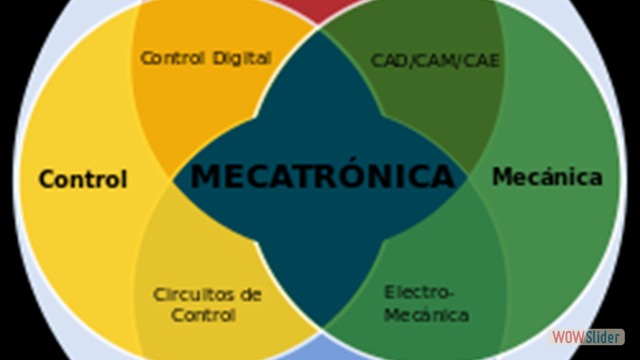 Control Digital
CAD/CAM/CAE
Control
MECATRÓNICA
Mecánica
Circuitos de
Control
Electro-
Mecánica
WOWSlider